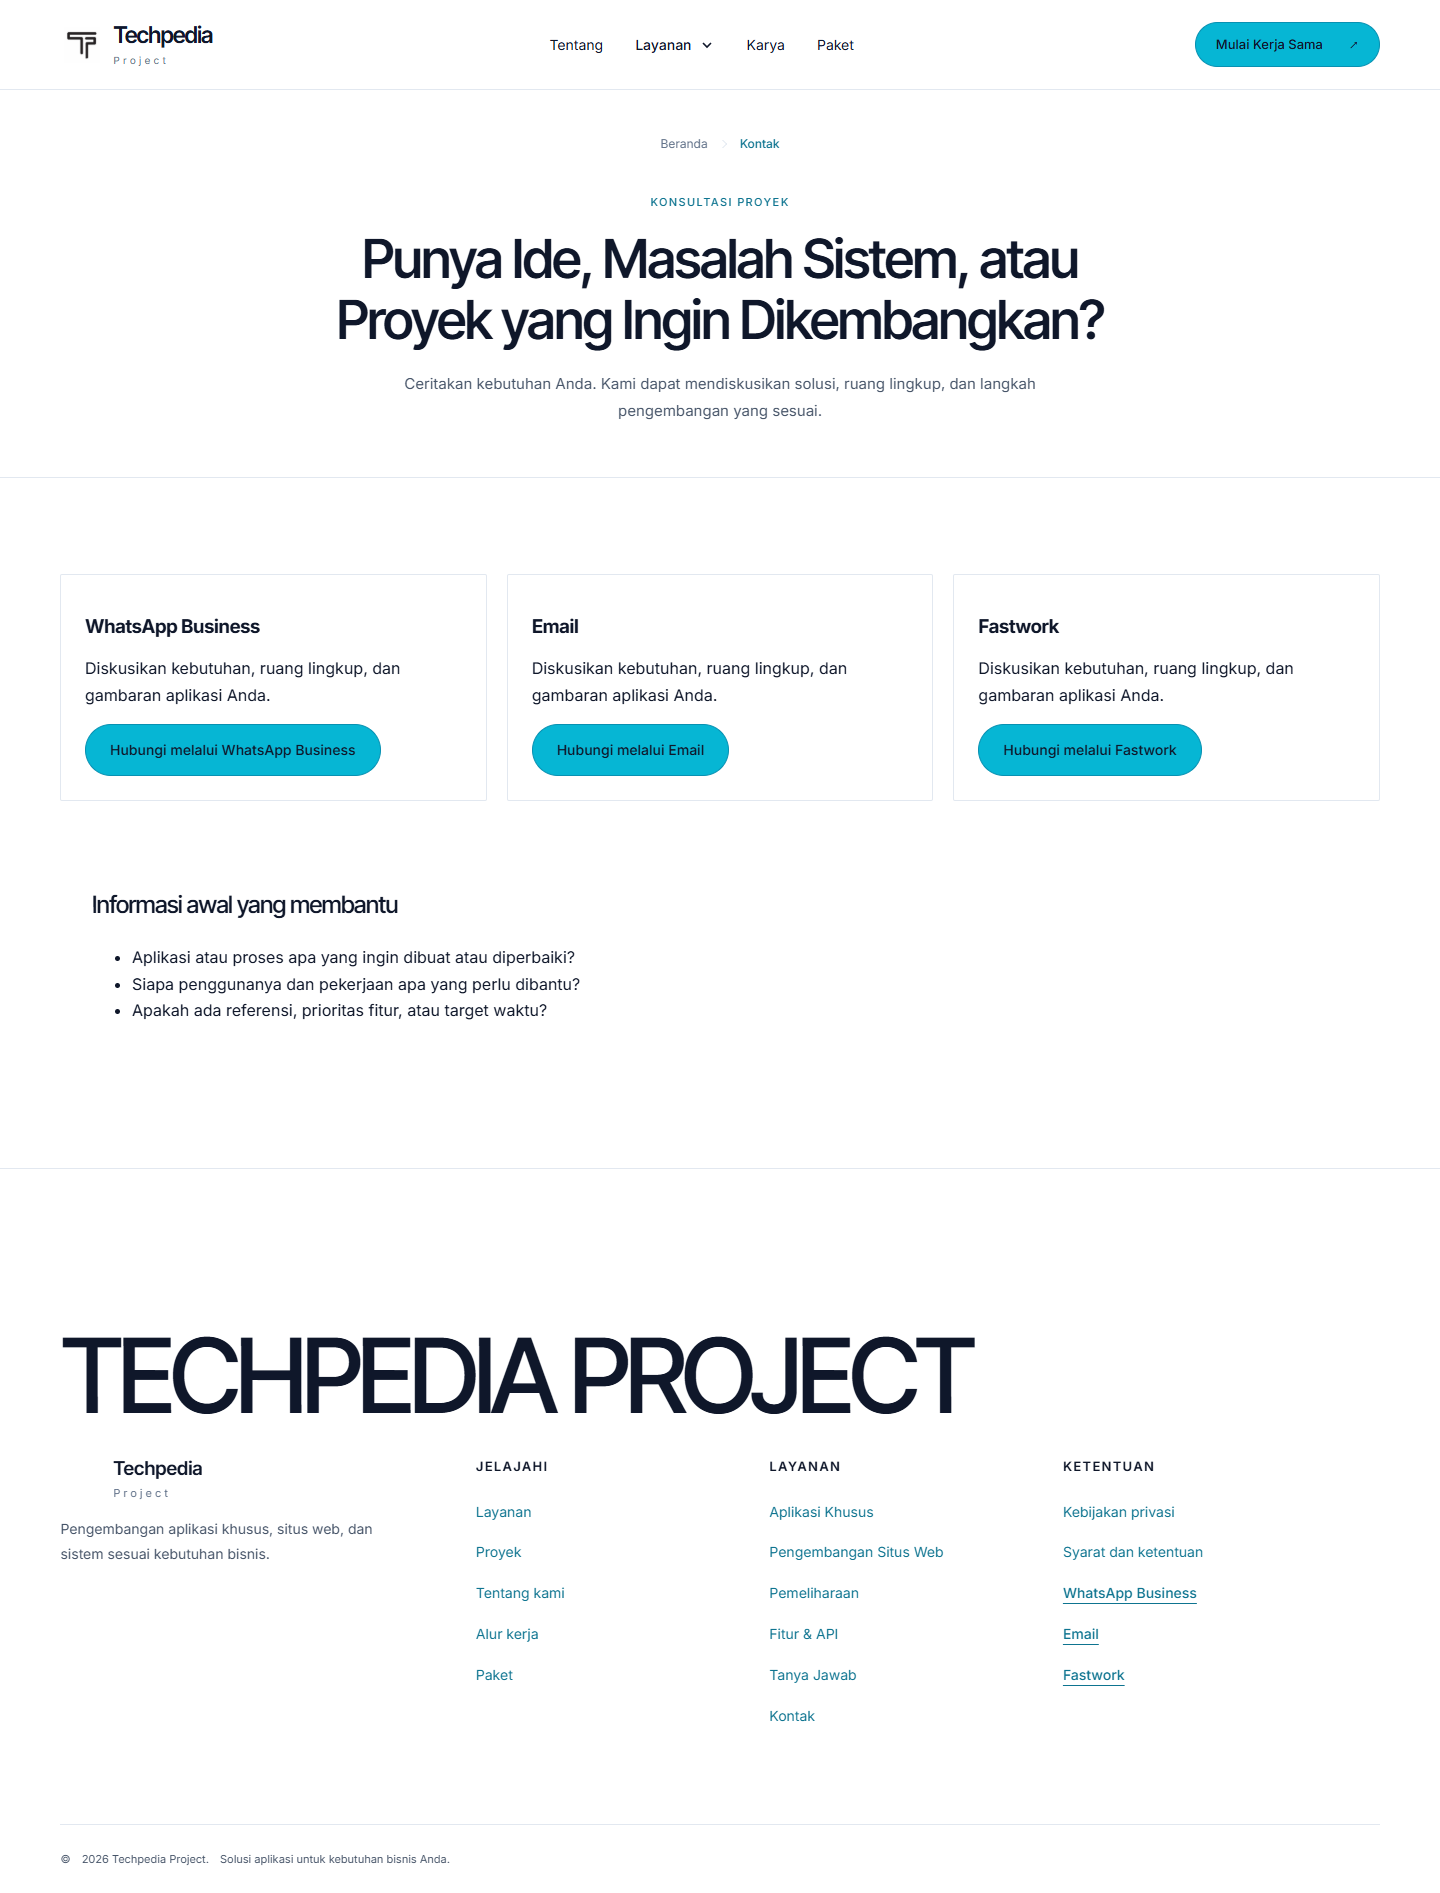 Techpedia
Project
Tentang
Layanan
Karya
Paket
Mulai Kerja Sama ↗
Beranda
Kontak
KONSULTASI PROYEK
Punya Ide, Masalah Sistem, atau
Proyek yang Ingin Dikembangkan?
Ceritakan kebutuhan Anda. Kami dapat mendiskusikan solusi, ruang lingkup, dan langkah
pengembangan yang sesuai.
WhatsApp Business
Diskusikan kebutuhan, ruang lingkup, dan
gambaran aplikasi Anda.
Hubungi melalui WhatsApp Business
Email
Diskusikan kebutuhan, ruang lingkup, dan
gambaran aplikasi Anda.
Hubungi melalui Email
Fastwork
Diskusikan kebutuhan, ruang lingkup, dan
gambaran aplikasi Anda.
Hubungi melalui Fastwork
Informasi awal yang membantu
• Aplikasi atau proses apa yang ingin dibuat atau diperbaiki?
• Siapa penggunanya dan pekerjaan apa yang perlu dibantu?
• Apakah ada referensi, prioritas fitur, atau target waktu?
TECHPEDIA PROJECT
Techpedia
Project
Pengembangan aplikasi khusus, situs web, dan
sistem sesuai kebutuhan bisnis.
JELAJAHI
Layanan
Proyek
Tentang kami
Alur kerja
Paket
LAYANAN
Aplikasi Khusus
Pengembangan Situs Web
Pemeliharaan
Fitur & API
Tanya Jawab
Kontak
KETENTUAN
Kebijakan privasi
Syarat dan ketentuan
WhatsApp Business
Email
Fastwork
© 2026 Techpedia Project. Solusi aplikasi untuk kebutuhan bisnis Anda.